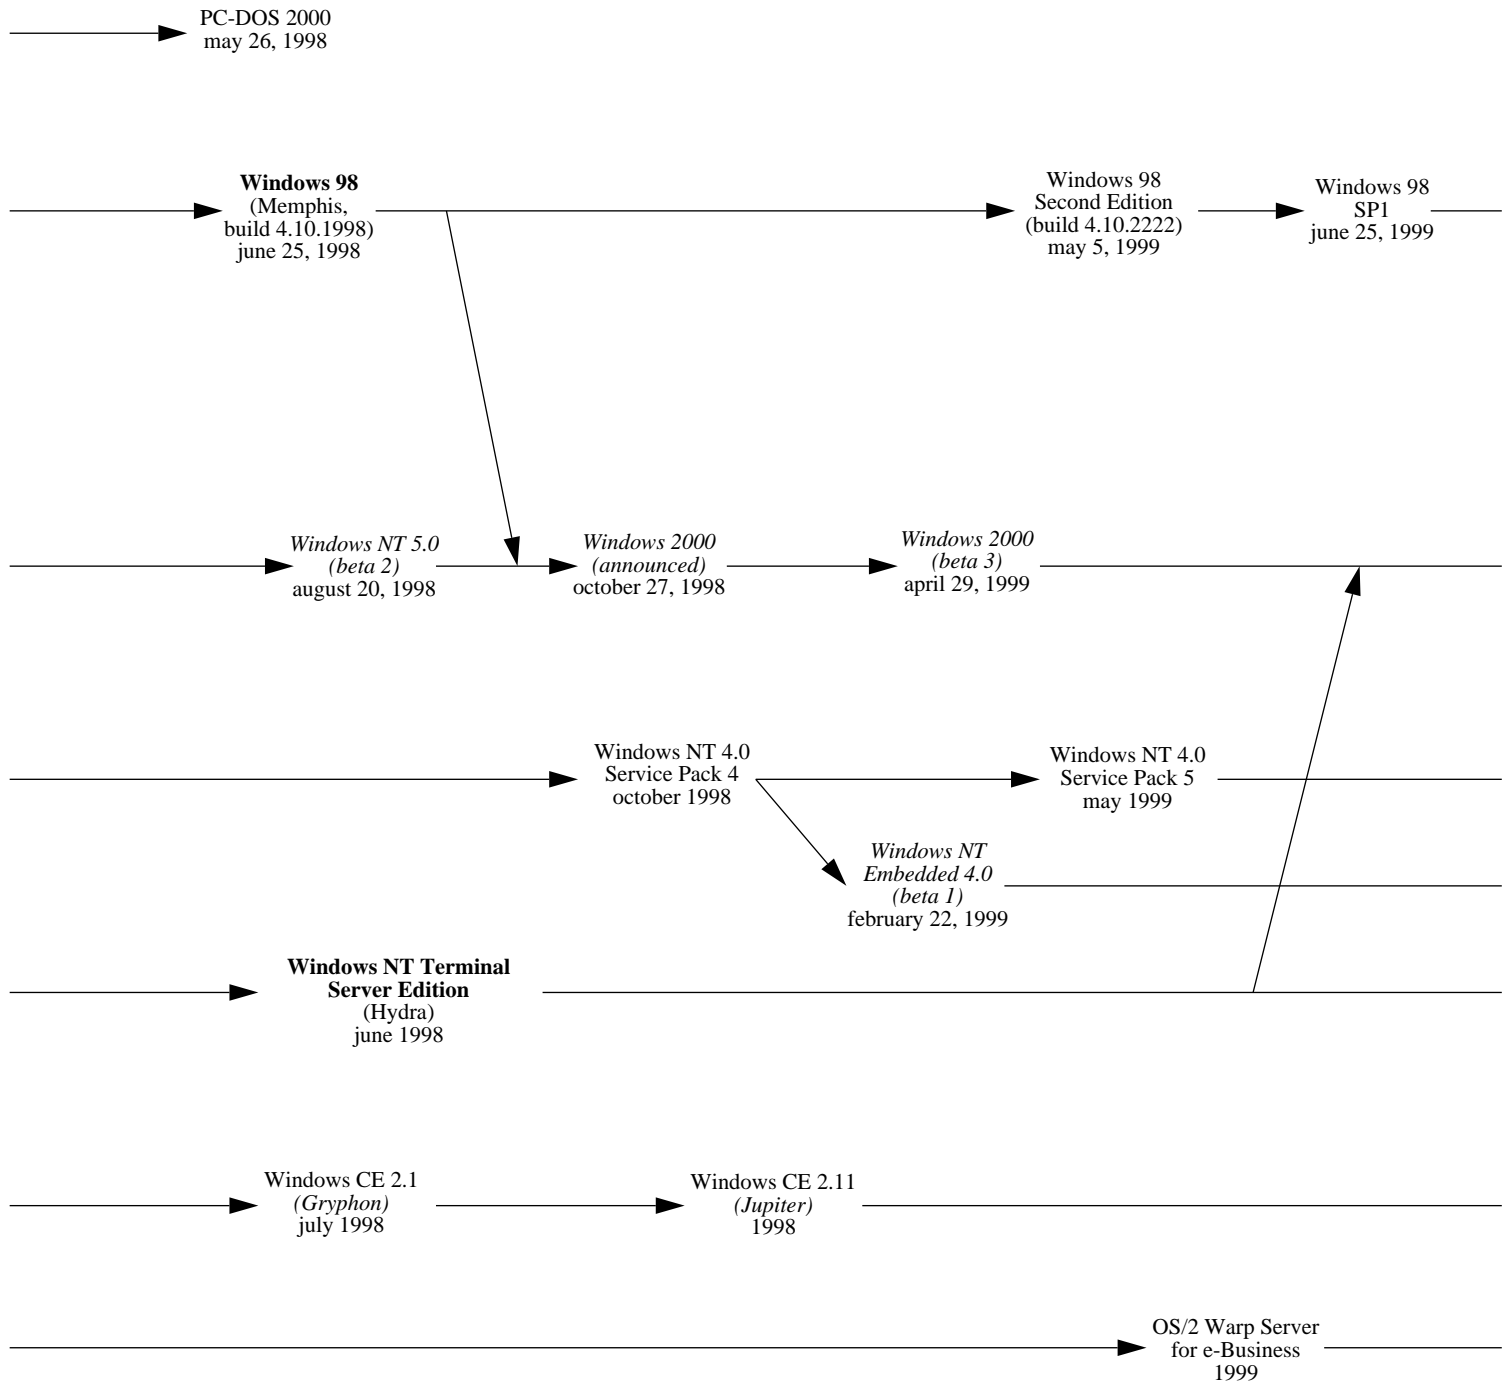 PC-DOS 2000
may 26, 1998
Windows 98
(Memphis,
build 4.10.1998)
june 25, 1998
Windows 98
Second Edition
(build 4.10.2222)
may 5, 1999
Windows 98
SP1
june 25, 1999
Windows NT 5.0
(beta 2)
august 20, 1998
Windows 2000
(announced)
october 27, 1998
Windows 2000
(beta 3)
april 29, 1999
Windows NT 4.0
Service Pack 4
october 1998
Windows NT 4.0
Service Pack 5
may 1999
Windows NT
Embedded 4.0
(beta 1)
february 22, 1999
Windows NT Terminal
Server Edition
(Hydra)
june 1998
Windows CE 2.1
(Gryphon)
july 1998
Windows CE 2.11
(Jupiter)
1998
OS/2 Warp Server
for e-Business
1999